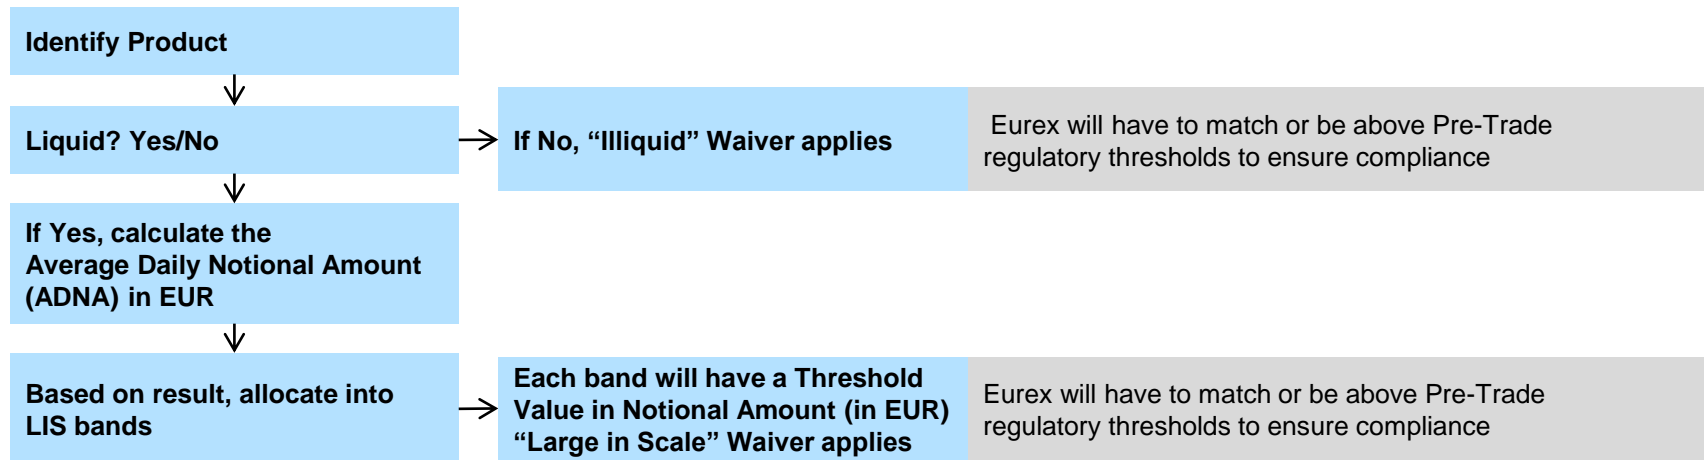 Identify Product
Liquid? Yes/No
If No, “Illiquid” Waiver applies
Eurex will have to match or be above Pre-Trade
regulatory thresholds to ensure compliance
If Yes, calculate the
Average Daily Notional Amount
(ADNA) in EUR
Based on result, allocate into
LIS bands
Each band will have a Threshold
Value in Notional Amount (in EUR)
“Large in Scale” Waiver applies
Eurex will have to match or be above Pre-Trade
regulatory thresholds to ensure compliance